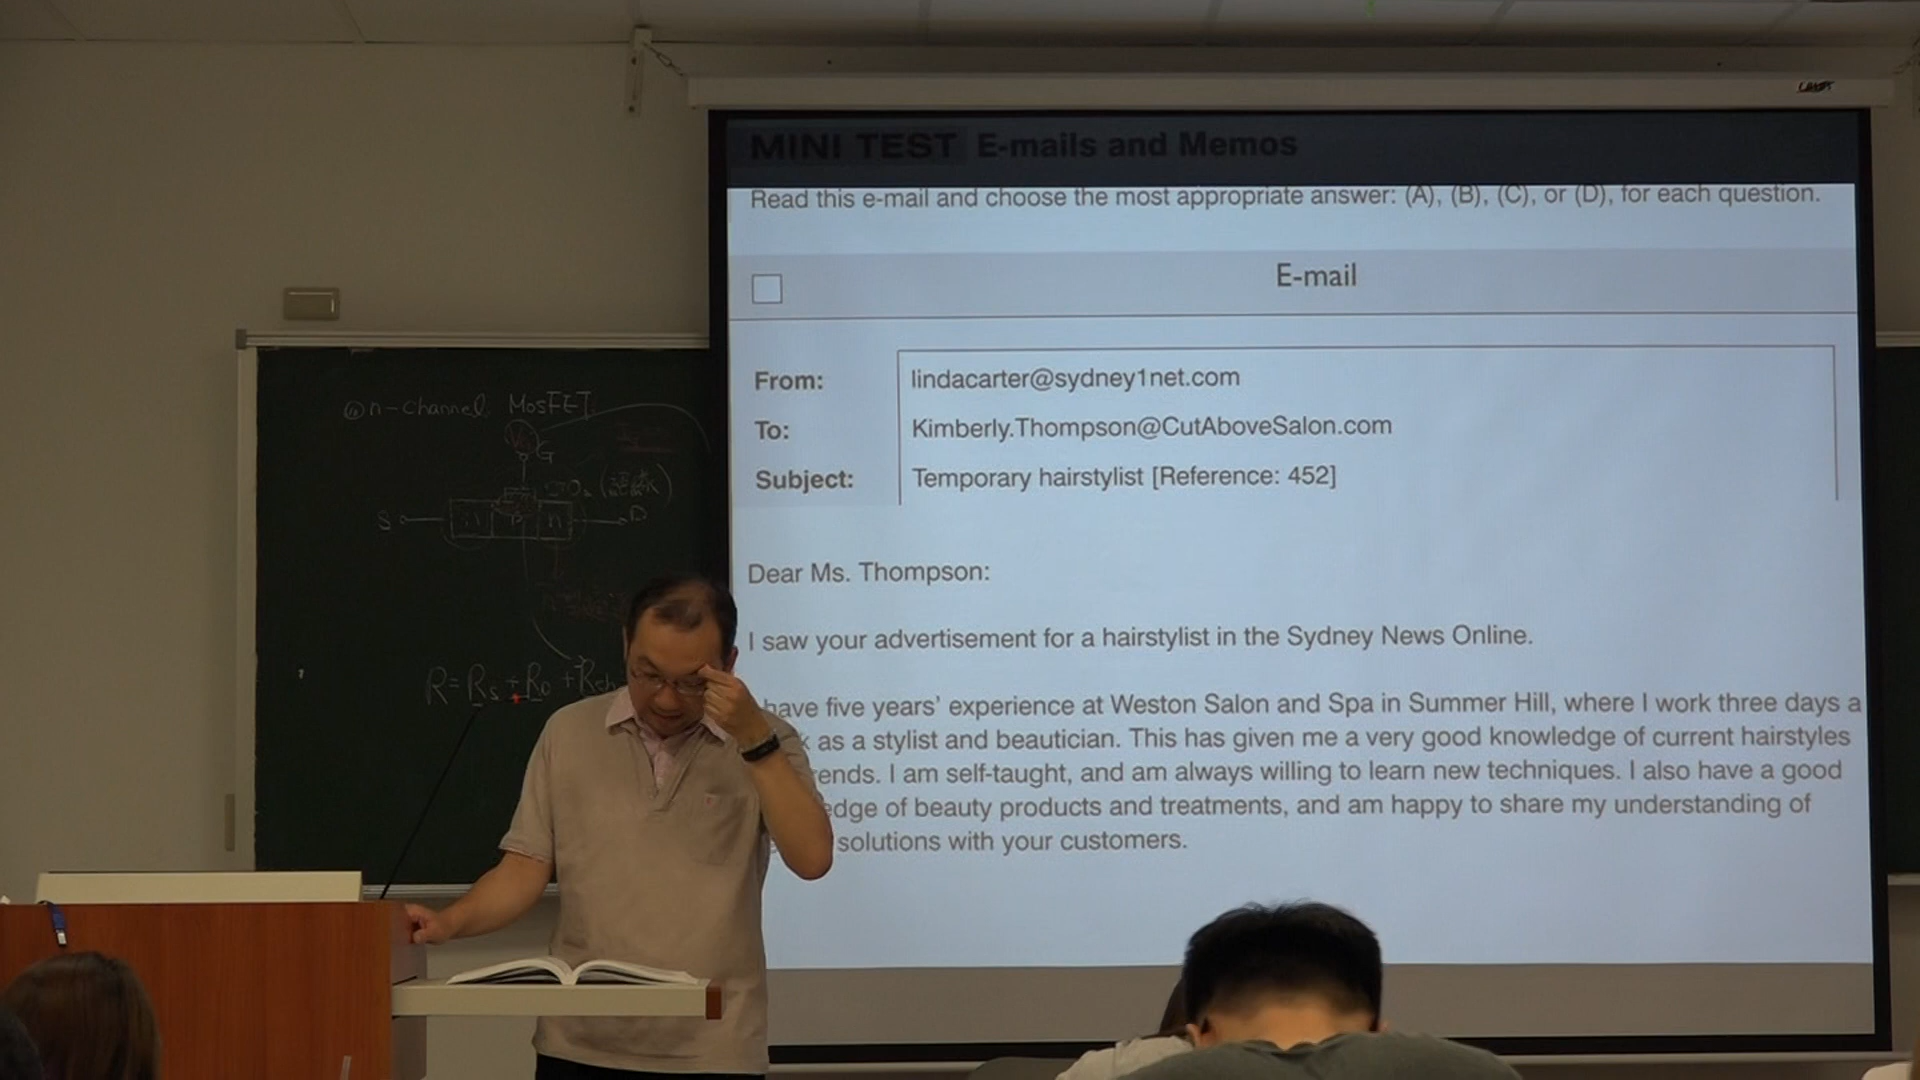 MINI TEST E-mails and Memos
Read this e-mail and choose the most appropriate answer: (A), (B), (C), or (D), for each question.
E-mail
From: lindacarter@sydney1net.com
To: Kimberly.Thompson@CutAboveSalon.com
Subject: Temporary hairstylist [Reference: 452]
Dear Ms. Thompson:
I saw your advertisement for a hairstylist in the Sydney News Online.
have five years' experience at Weston Salon and Spa in Summer Hill, where I work three days a
k as a stylist and beautician. This has given me a very good knowledge of current hairstyles
rends. I am self-taught, and am always willing to learn new techniques. I also have a good
edge of beauty products and treatments, and am happy to share my understanding of
solutions with your customers.
n-channel MosFET
G
S
n
D
R=Rs+RD+Rch